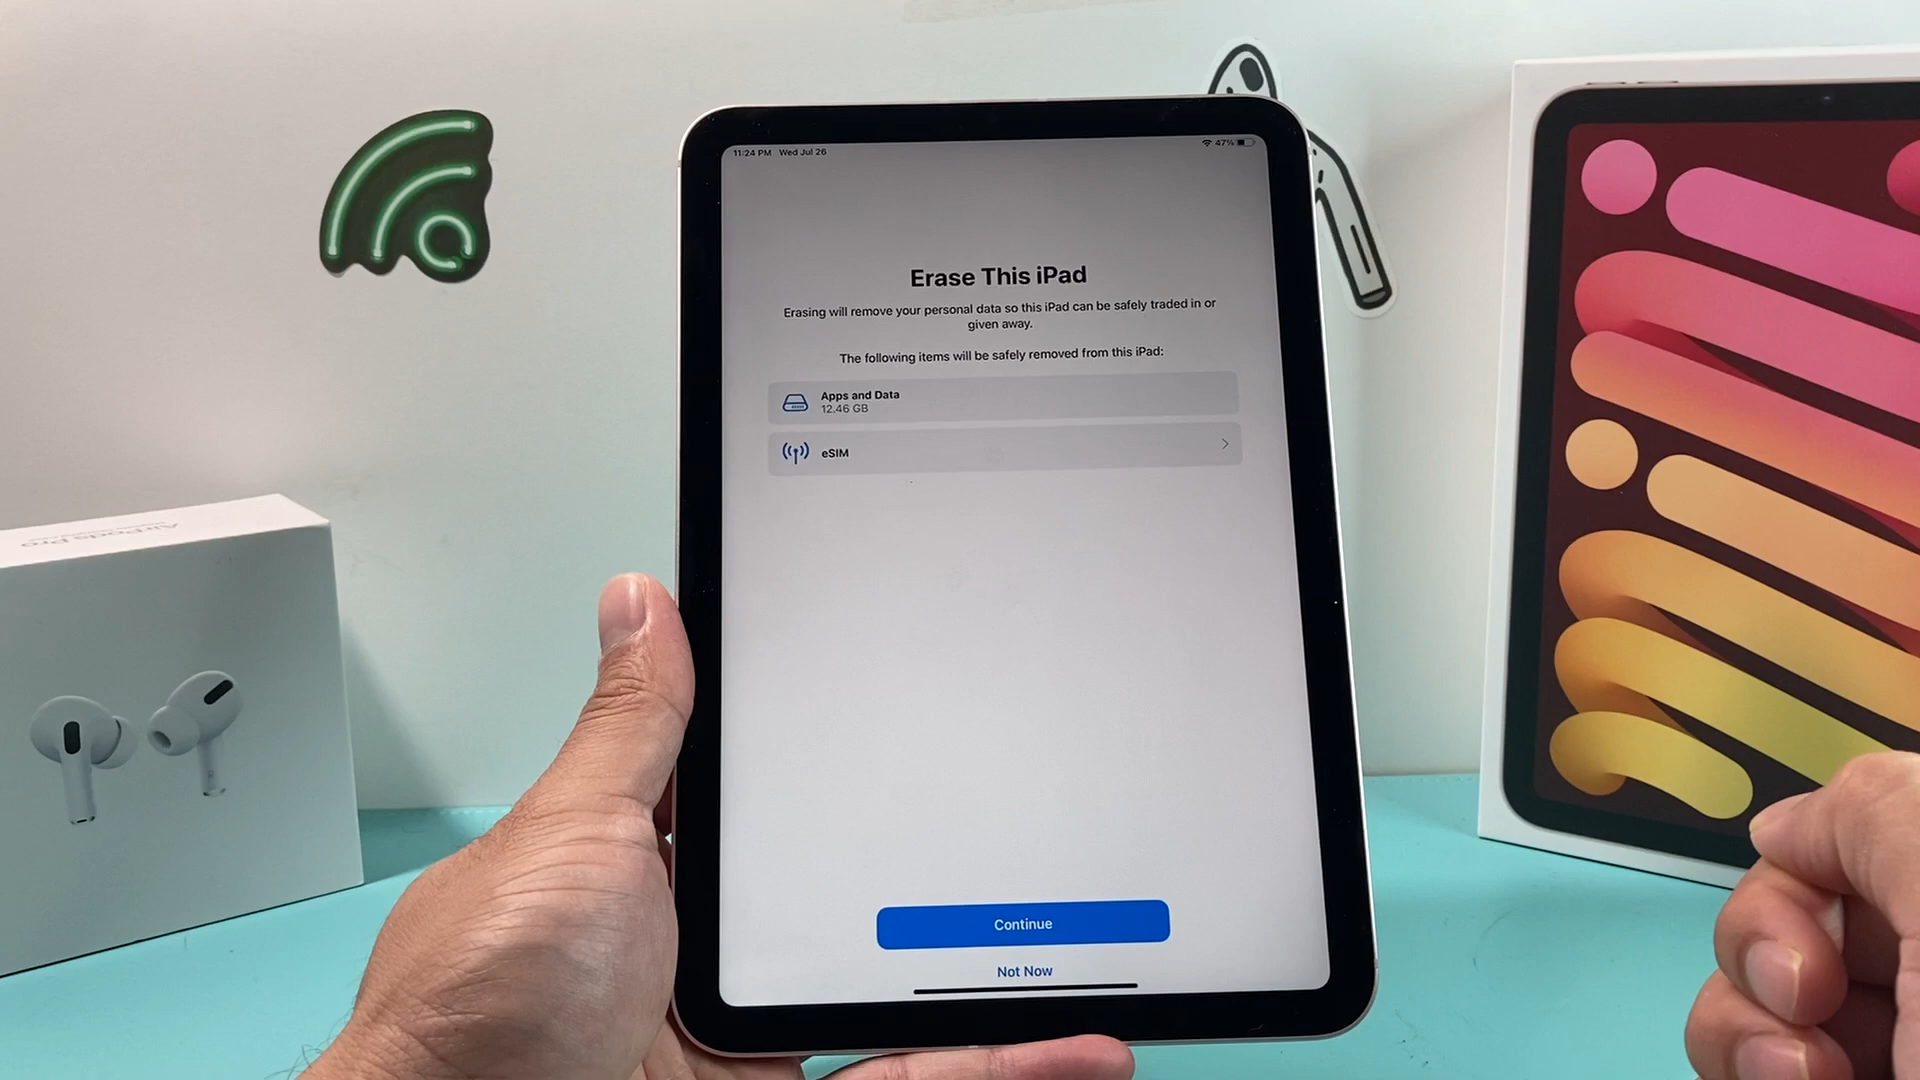 11:24 PM Wed Jul 26
47%
Erase This iPad
Erasing will remove your personal data so this iPad can be safely traded in or
given away.
The following items will be safely removed from this iPad:
Apps and Data
12.46 GB
eSIM
Continue
Not Now
AirPods Pro